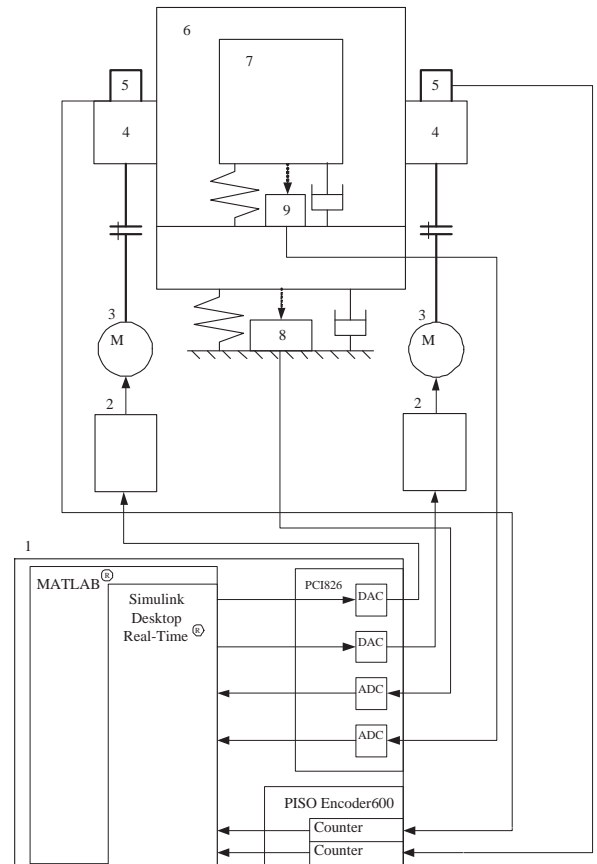 6
7
5
5
4
4
9
3
M
3
M
8
2
2
1
MATLAB®
Simulink
Desktop
Real-Time ®
PCI826
DAC
DAC
ADC
ADC
PISO Encoder600
Counter
Counter